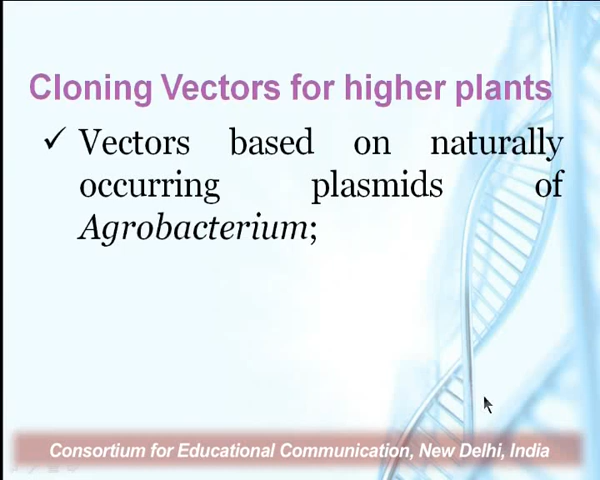 Cloning Vectors for higher plants
✓ Vectors based on naturally
occurring plasmids of
Agrobacterium;
Consortium for Educational Communication, New Delhi, India